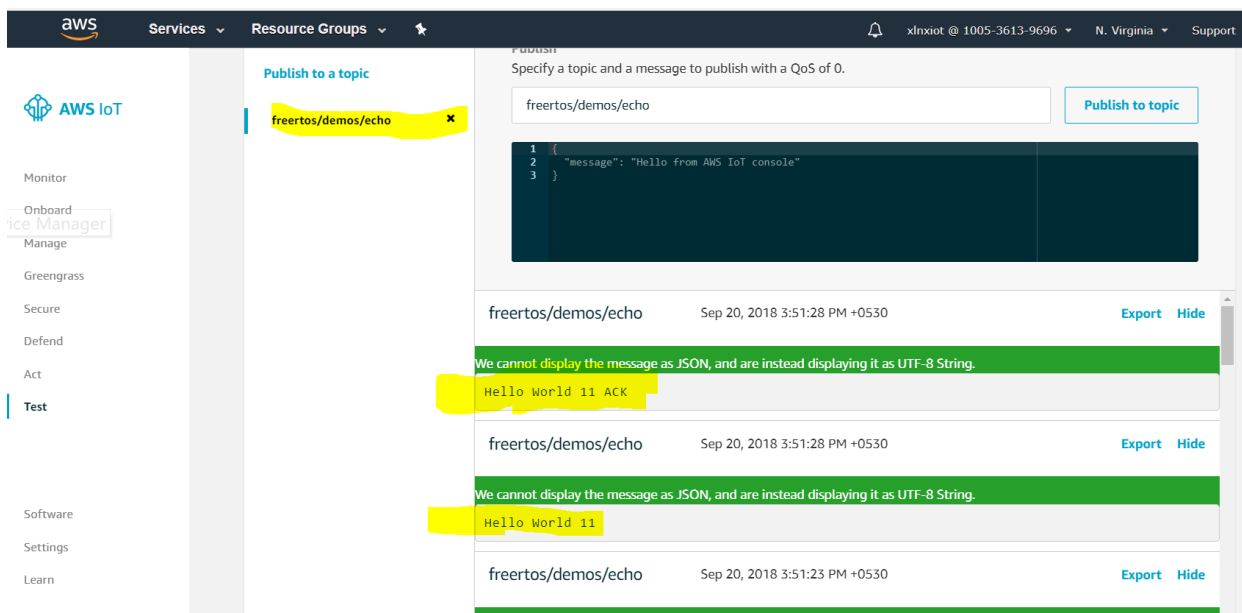 aws Services Resource Groups xlnxiot @ 1005-3613-9696 N. Virginia Support
AWS IoT
Monitor
Onboard
vice Manager
Manage
Greengrass
Secure
Defend
Act
Test
Software
Settings
Learn
Publish to a topic
freertos/demos/echo ×
Publish
Specify a topic and a message to publish with a QoS of 0.
freertos/demos/echo Publish to topic
1 {
2 "message": "Hello from AWS IoT console"
3 }
freertos/demos/echo Sep 20, 2018 3:51:28 PM +0530 Export Hide
We cannot display the message as JSON, and are instead displaying it as UTF-8 String.
Hello World 11 ACK
freertos/demos/echo Sep 20, 2018 3:51:28 PM +0530 Export Hide
We cannot display the message as JSON, and are instead displaying it as UTF-8 String.
Hello World 11
freertos/demos/echo Sep 20, 2018 3:51:23 PM +0530 Export Hide